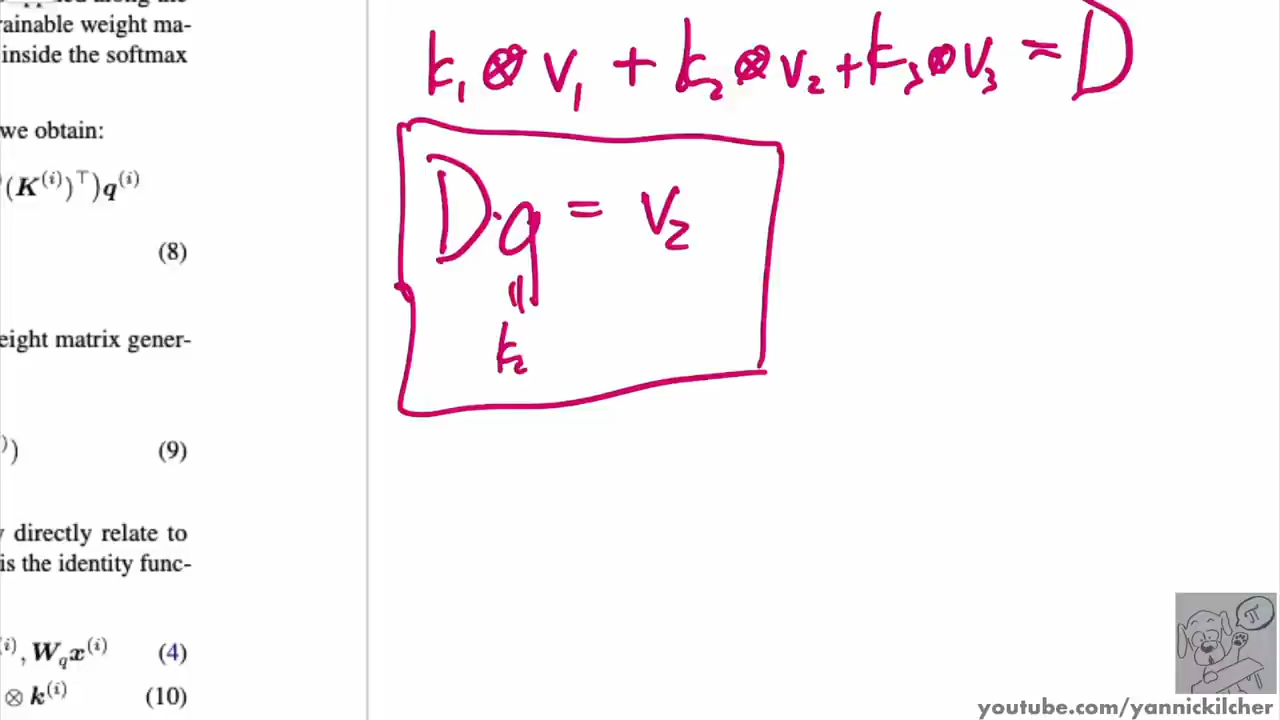 rainable weight ma-
inside the softmax
we obtain:
(K^(i))^⊤)q^(i)
(8)
eight matrix gener-
)
(9)
directly relate to
is the identity func-
, W_q x^(i) (4)
⊗ k^(i) (10)
k₁ ⊗ v₁ + k₂ ⊗ v₂ + k₃ ⊗ v₃ = D
D·q = v₂
||
k₂
π
youtube.com/yannickilcher